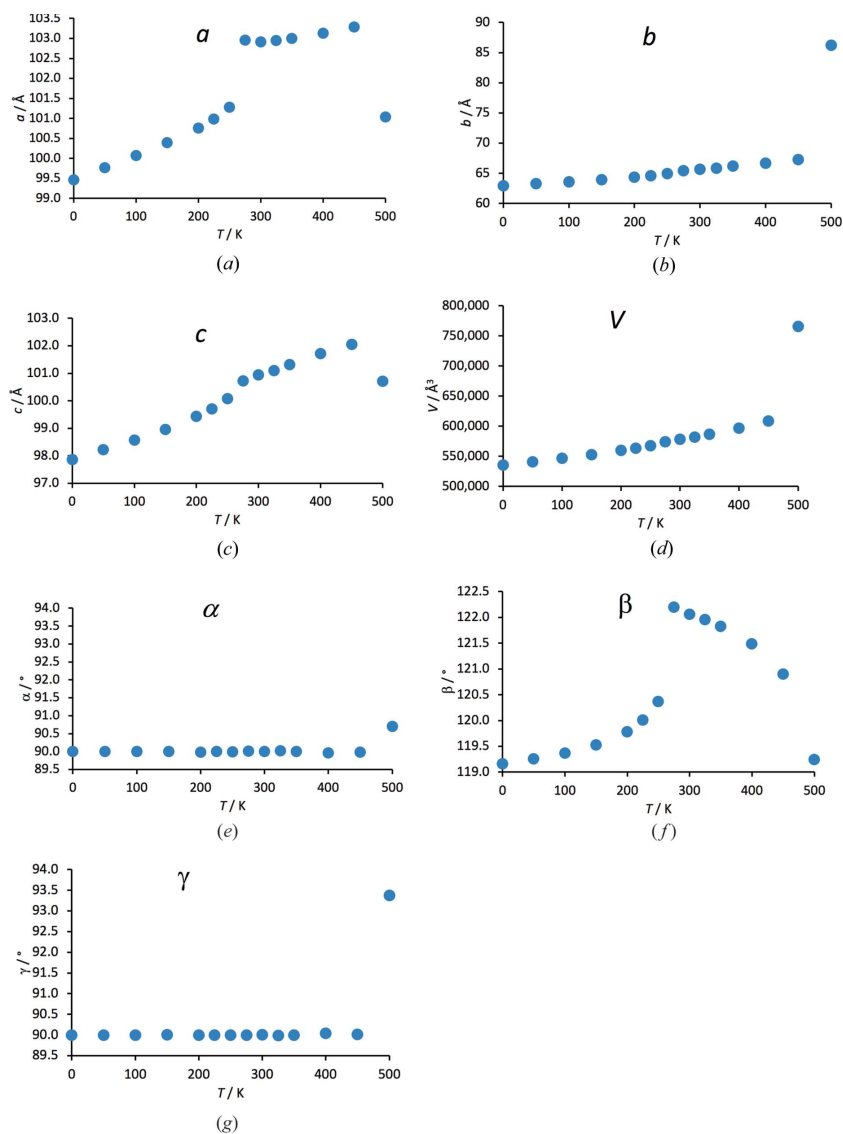 a
103.5
103.0
102.5
102.0
101.5
101.0
100.5
100.0
99.5
99.0
a / Å
0 100 200 300 400 500
T / K
(a)
b
90
85
80
75
70
65
60
b / Å
0 100 200 300 400 500
T / K
(b)
c
103.0
102.0
101.0
100.0
99.0
98.0
97.0
c / Å
0 100 200 300 400 500
T / K
(c)
V
800,000
750,000
700,000
650,000
600,000
550,000
500,000
V / Å³
0 100 200 300 400 500
T / K
(d)
α
94.0
93.5
93.0
92.5
92.0
91.5
91.0
90.5
90.0
89.5
α / °
0 100 200 300 400 500
T / K
(e)
β
122.5
122.0
121.5
121.0
120.5
120.0
119.5
119.0
β / °
0 100 200 300 400 500
T / K
(f)
γ
94.0
93.5
93.0
92.5
92.0
91.5
91.0
90.5
90.0
89.5
γ / °
0 100 200 300 400 500
T / K
(g)